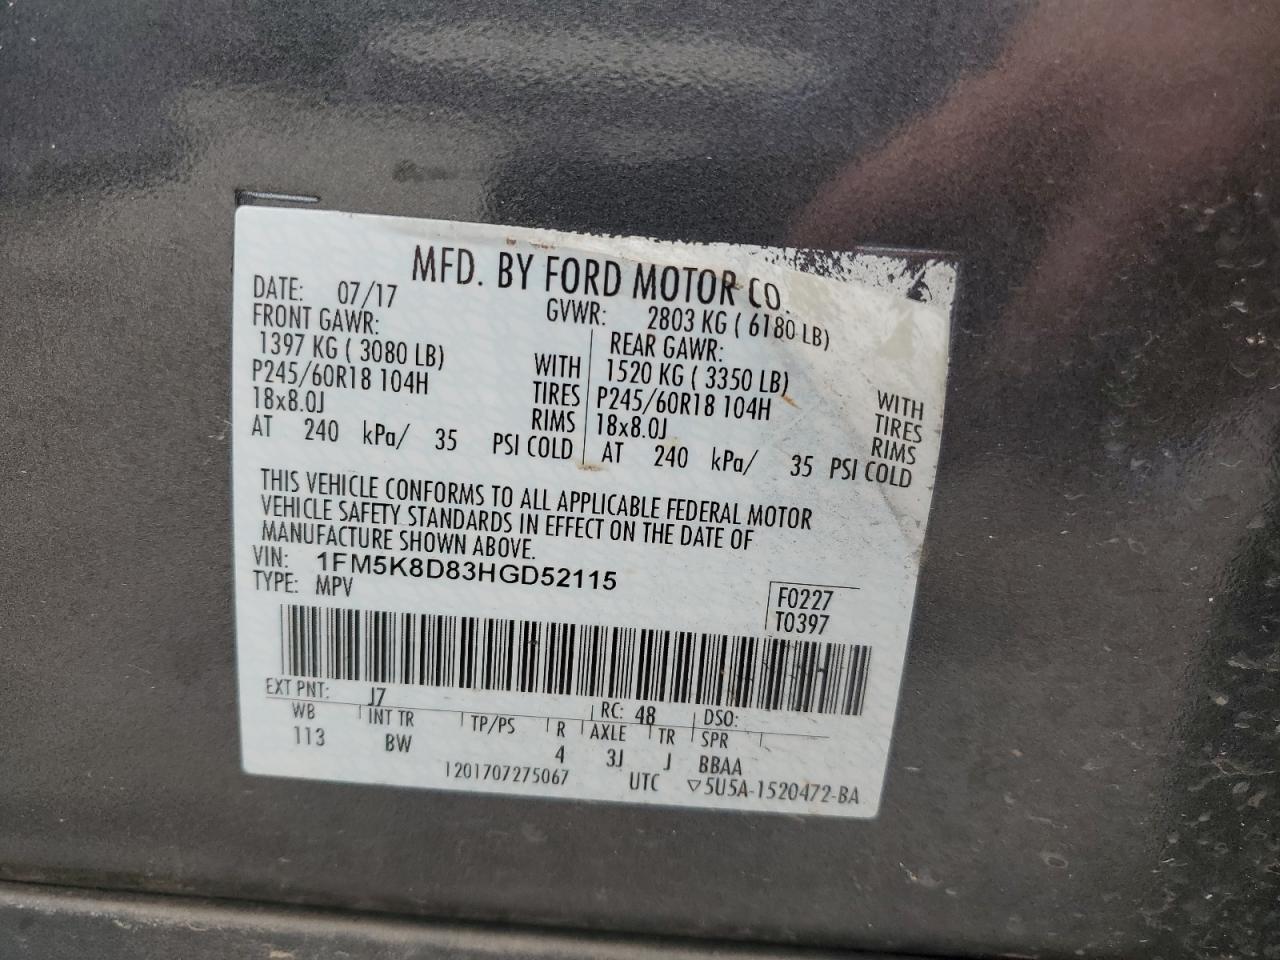 MFD. BY FORD MOTOR CO.
DATE: 07/17 GVWR: 2803 KG ( 6180 LB)
FRONT GAWR: REAR GAWR:
1397 KG ( 3080 LB) WITH 1520 KG ( 3350 LB) WITH
P245/60R18 104H TIRES P245/60R18 104H TIRES
18x8.0J RIMS 18x8.0J RIMS
AT 240 kPa/ 35 PSI COLD AT 240 kPa/ 35 PSI COLD
THIS VEHICLE CONFORMS TO ALL APPLICABLE FEDERAL MOTOR
VEHICLE SAFETY STANDARDS IN EFFECT ON THE DATE OF
MANUFACTURE SHOWN ABOVE.
VIN: 1FM5K8D83HGD52115
TYPE: MPV
F0227
T0397
EXT PNT: J7 RC: 48 DSO:
WB INT TR TP/PS R AXLE TR SPR
113 BW 4 3J J BBAA
1201707275067 UTC ▽5U5A-1520472-BA